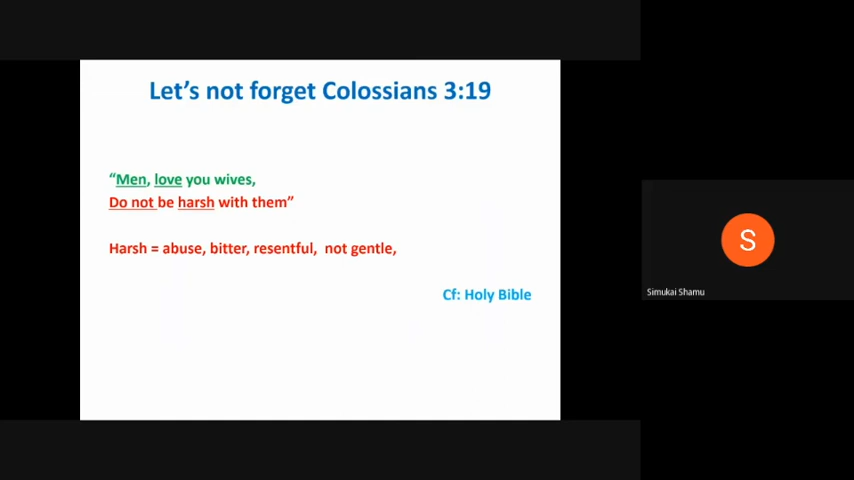 Let's not forget Colossians 3:19
“Men, love you wives,
Do not be harsh with them”
Harsh = abuse, bitter, resentful,  not gentle,
Cf: Holy Bible
S
Simukai Shamu